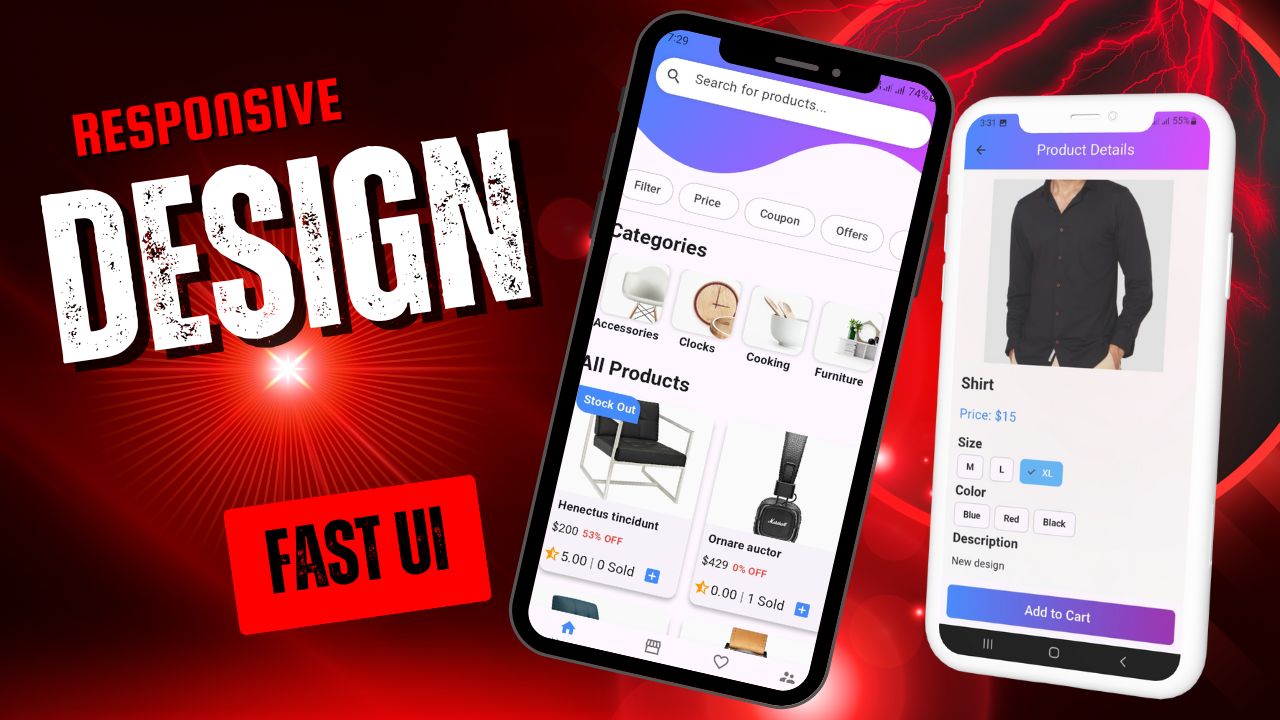 RESPONSIVE
DESIGN
FAST UI
7:29
74%
Search for products...
Filter
Price
Coupon
Offers
Categories
Accessories
Clocks
Cooking
Furniture
All Products
Stock Out
Henectus tincidunt
$200 53% OFF
5.00 | 0 Sold
Marshall
Ornare auctor
$429 0% OFF
0.00 | 1 Sold
3:31
55%
Product Details
Shirt
Price: $15
Size
M
L
XL
Color
Blue
Red
Black
Description
New design
Add to Cart